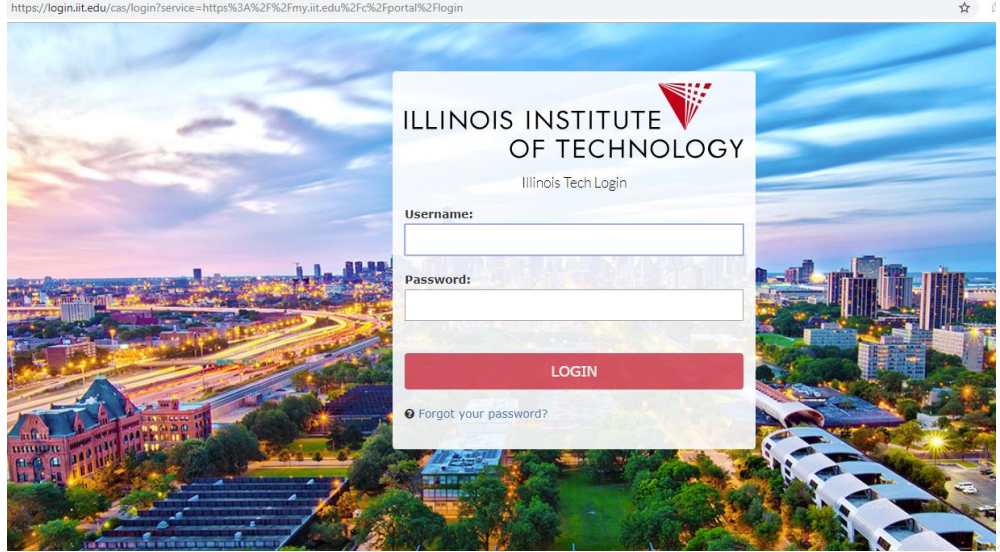 https://login.iit.edu/cas/login?service=https%3A%2F%2Fmy.iit.edu%2Fc%2Fportal%2Flogin
ILLINOIS INSTITUTE
OF TECHNOLOGY
Illinois Tech Login
Username:
Password:
LOGIN
Forgot your password?